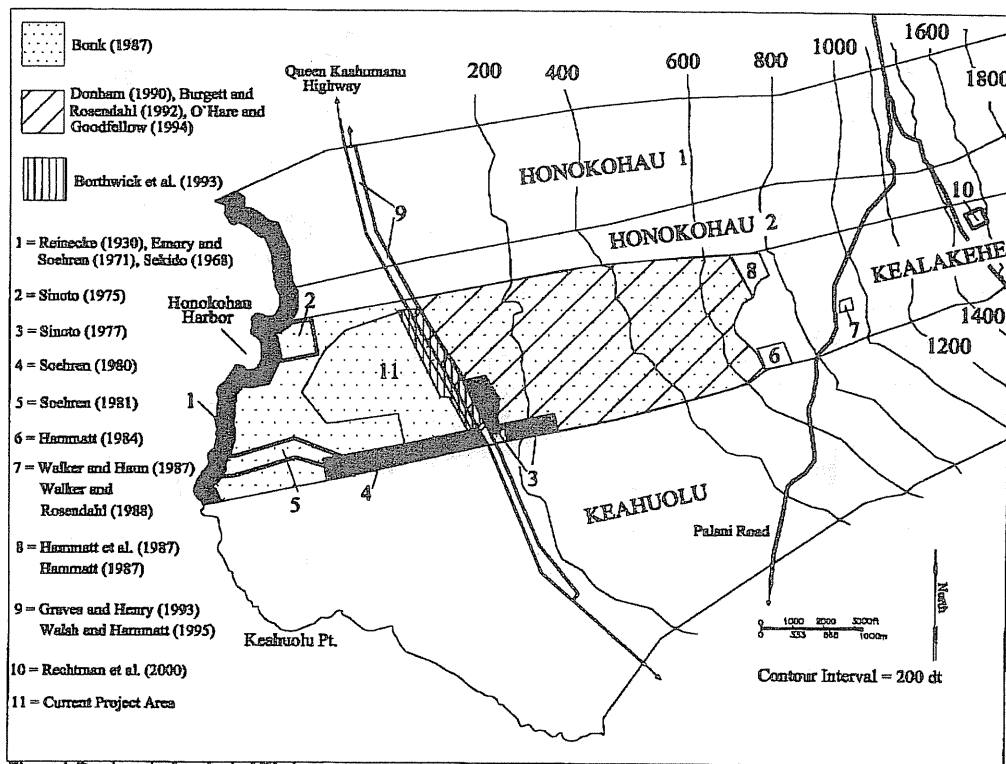 Bonk (1987)
Donham (1990), Burgett and
Rosendahl (1992), O'Hare and
Goodfellow (1994)
Borthwick et al. (1993)
1 = Reinecke (1930), Emory and
Soehren (1971), Sekido (1968)
2 = Sinoto (1975)
3 = Sinoto (1977)
4 = Soehren (1980)
5 = Soehren (1981)
6 = Hammatt (1984)
7 = Walker and Haun (1987)
Walker and
Rosendahl (1988)
8 = Hammatt et al. (1987)
Hammatt (1987)
9 = Graves and Henry (1993)
Walsh and Hammatt (1995)
10 = Rechtman et al. (2000)
11 = Current Project Area
Queen Kaahumanu
Highway
200
400
600
800
1000
1600
1800
HONOKOHAU 1
9
HONOKOHAU 2
10
KEALAKEHE
8
7
1400
1200
6
Honokohau
Harbor
2
11
1
3
5
4
KEAHUOLU
Palani Road
North
Keahuolu Pt.
0 1000 2000 3000ft
0 333 666 1000m
Contour Interval = 200 dt